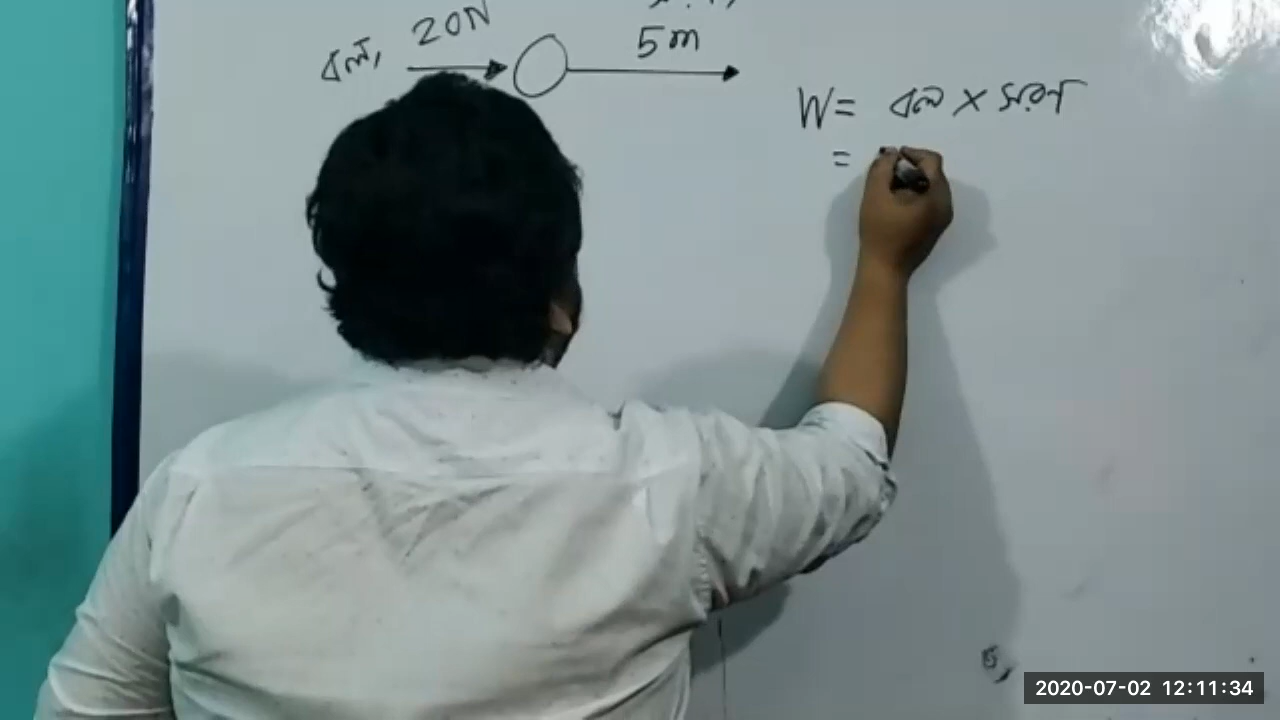 বল, 20N
5m
W = বল × সরণ
=
2020-07-02 12:11:34